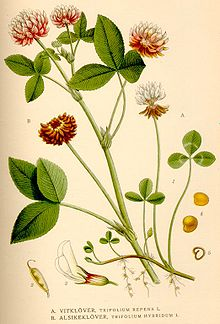 A.
B.
A. VITKLÖVER, TRIFOLIUM REPENS L.
B. ALSIKEKLÖVER, TRIFOLIUM HYBRIDUM L.